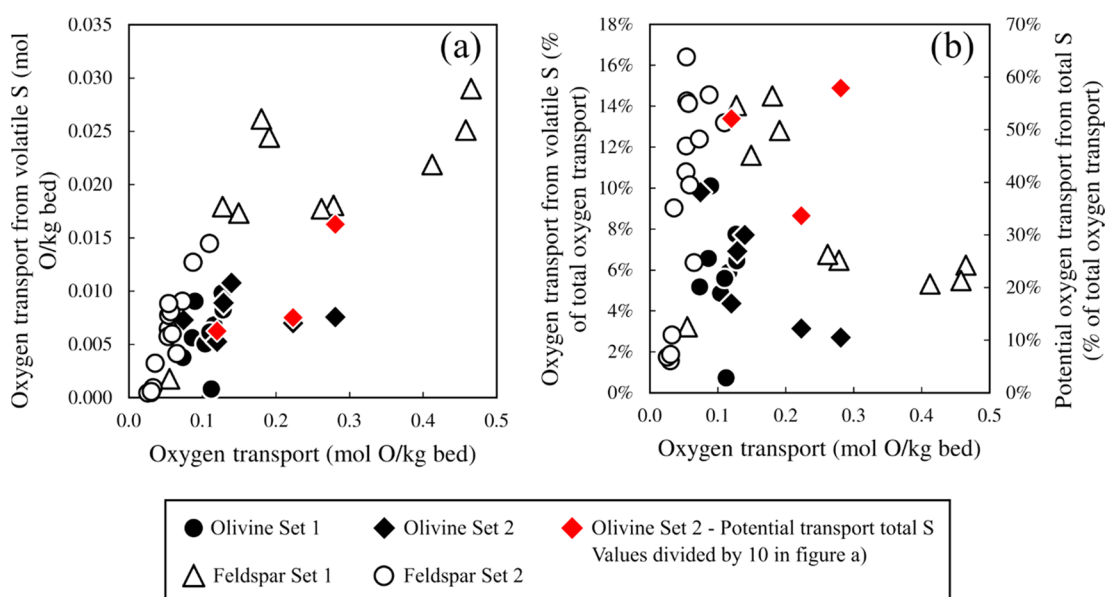 0.035
0.030
0.025
0.020
0.015
0.010
0.005
0.000
0.0 0.1 0.2 0.3 0.4 0.5
(a)
Oxygen transport from volatile S (mol
O/kg bed)
Oxygen transport (mol O/kg bed)
18%
16%
14%
12%
10%
8%
6%
4%
2%
0%
0.0 0.1 0.2 0.3 0.4 0.5
(b)
70%
60%
50%
40%
30%
20%
10%
0%
Oxygen transport from volatile S (%
of total oxygen transport)
Potential oxygen transport from total S
(% of total oxygen transport)
Oxygen transport (mol O/kg bed)
Olivine Set 1 Olivine Set 2 Olivine Set 2 - Potential transport total S
Values divided by 10 in figure a)
Feldspar Set 1 Feldspar Set 2